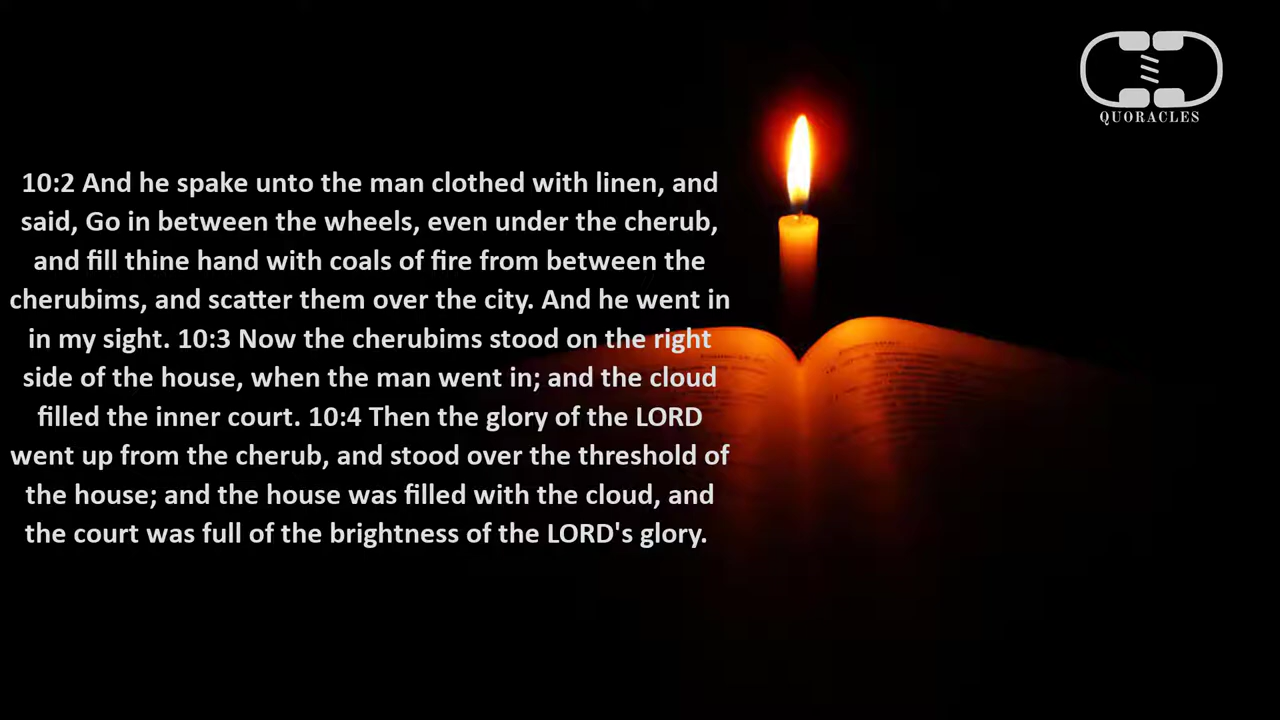 QUORACLES
10:2 And he spake unto the man clothed with linen, and
said, Go in between the wheels, even under the cherub,
and fill thine hand with coals of fire from between the
cherubims, and scatter them over the city. And he went in
in my sight. 10:3 Now the cherubims stood on the right
side of the house, when the man went in; and the cloud
filled the inner court. 10:4 Then the glory of the LORD
went up from the cherub, and stood over the threshold of
the house; and the house was filled with the cloud, and
the court was full of the brightness of the LORD's glory.